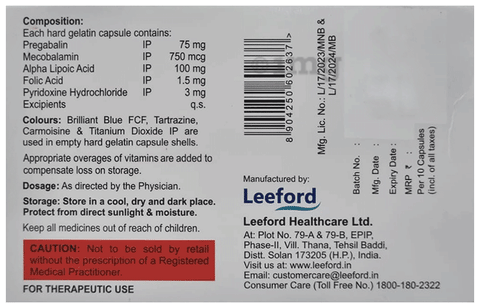 Composition:
Each hard gelatin capsule contains:
Pregabalin IP 75 mg
Mecobalamin IP 750 mcg
Alpha Lipoic Acid IP 100 mg
Folic Acid IP 1.5 mg
Pyridoxine Hydrochloride IP 3 mg
Excipients q.s.
Colours: Brilliant Blue FCF, Tartrazine,
Carmoisine & Titanium Dioxide IP are
used in empty hard gelatin capsule shells.
Appropriate overages of vitamins are added to
compensate loss on storage.
Dosage: As directed by the Physician.
Storage: Store in a cool, dry and dark place.
Protect from direct sunlight & moisture.
Keep all medicines out of reach of children.
CAUTION: Not to be sold by retail
without the prescription of a Registered
Medical Practitioner.
FOR THERAPEUTIC USE
8 904250 602637>
Mfg. Lic. No.: L/17/2023/MNB &
L/17/2024/MB
Batch No. :
Mfg. Date :
Expiry Date :
MRP ₹ :
Per 10 Capsules
(incl. of all taxes)
Manufactured by:
Leeford
Leeford Healthcare Ltd.
At: Plot No. 79-A & 79-B, EPIP,
Phase-II, Vill. Thana, Tehsil Baddi,
Distt. Solan 173205 (H.P.), India.
Visit us at: www.leeford.in
Email: customercare@leeford.in
Consumer Care (Toll Free No.) 1800-180-2322